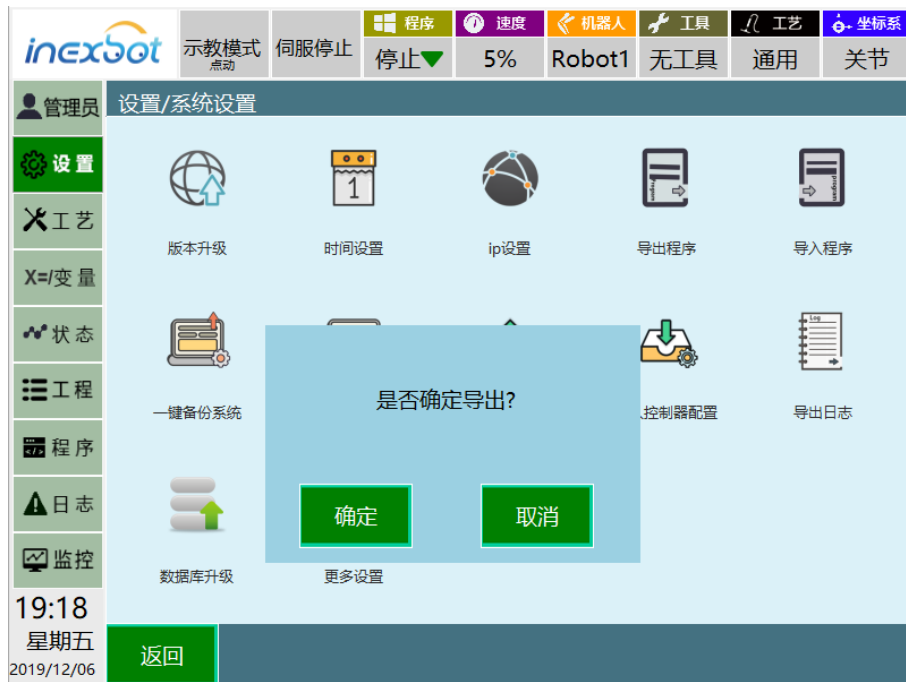 inexbot
示教模式
点动
伺服停止
程序
停止
速度
5%
机器人
Robot1
工具
无工具
工艺
通用
坐标系
关节
管理员
设置
工艺
X=/变量
状态
工程
程序
日志
监控
19:18
星期五
2019/12/06
设置/系统设置
1
版本升级
时间设置
ip设置
program
导出程序
program
导入程序
Log
一键备份系统
控制器配置
导出日志
是否确定导出?
确定
取消
数据库升级
更多设置
返回